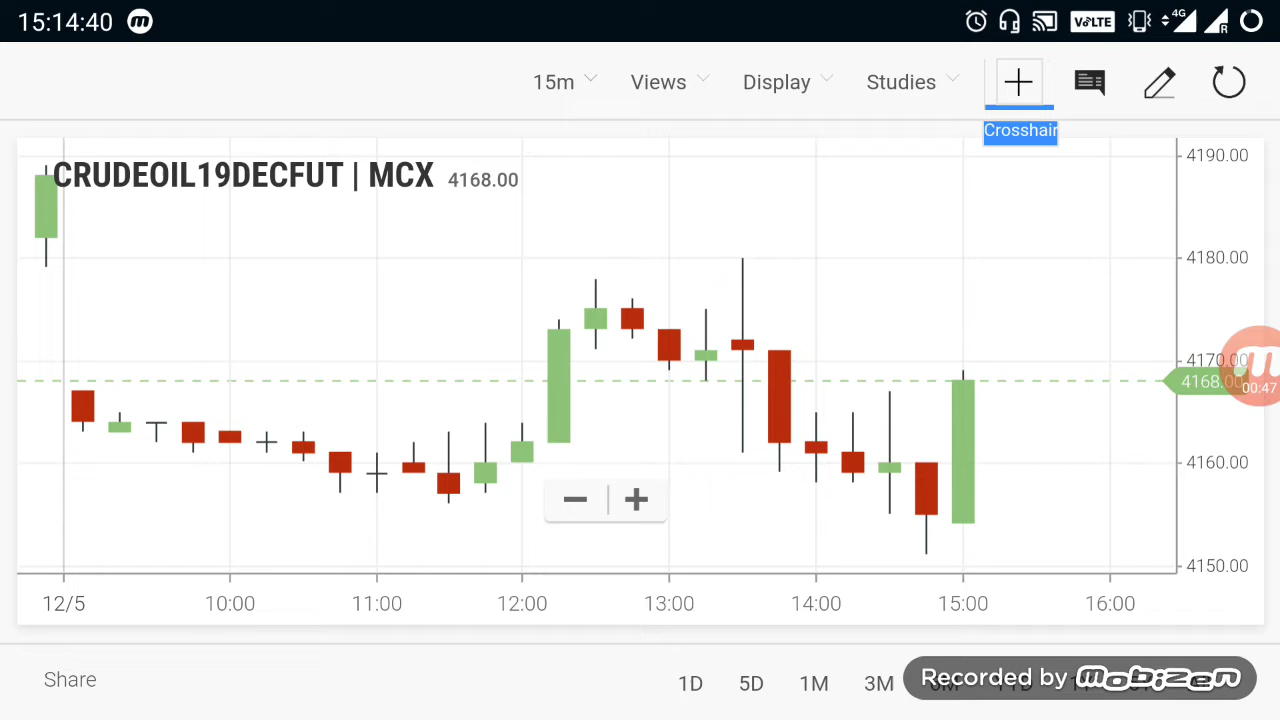 15:14:40
VoLTE 4G R
15m Views Display Studies
Crosshair
CRUDEOIL19DECFUT | MCX 4168.00
4190.00
4180.00
4170.00
4168.00
00:47
4160.00
4150.00
12/5 10:00 11:00 12:00 13:00 14:00 15:00 16:00
Share 1D 5D 1M 3M
Recorded by mobizen